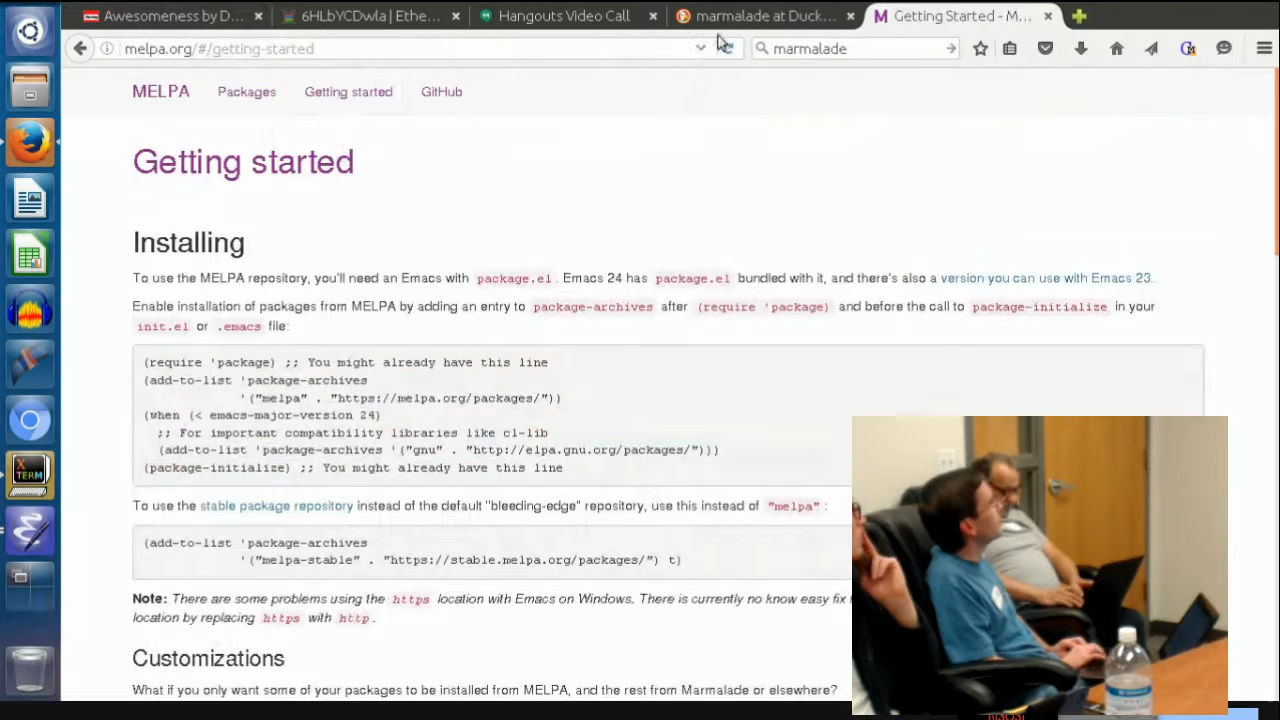 Awesomeness by D...
6HLbYCDwla | Ethe...
Hangouts Video Call
marmalade at Duck...
Getting Started - M...
melpa.org/#/getting-started
marmalade
MELPA Packages Getting started GitHub
Getting started
Installing
To use the MELPA repository, you'll need an Emacs with package.el. Emacs 24 has package.el bundled with it, and there's also a version you can use with Emacs 23.
Enable installation of packages from MELPA by adding an entry to package-archives after (require 'package) and before the call to package-initialize in your
init.el or .emacs file:
(require 'package) ;; You might already have this line
(add-to-list 'package-archives
'("melpa" . "https://melpa.org/packages/"))
(when (< emacs-major-version 24)
;; For important compatibility libraries like cl-lib
(add-to-list 'package-archives '("gnu" . "http://elpa.gnu.org/packages/")))
(package-initialize) ;; You might already have this line
To use the stable package repository instead of the default "bleeding-edge" repository, use this instead of "melpa":
(add-to-list 'package-archives
'("melpa-stable" . "https://stable.melpa.org/packages/") t)
Note: There are some problems using the https location with Emacs on Windows. There is currently no know easy fix
location by replacing https with http.
Customizations
What if you only want some of your packages to be installed from MELPA, and the rest from Marmalade or elsewhere?
X
TERM